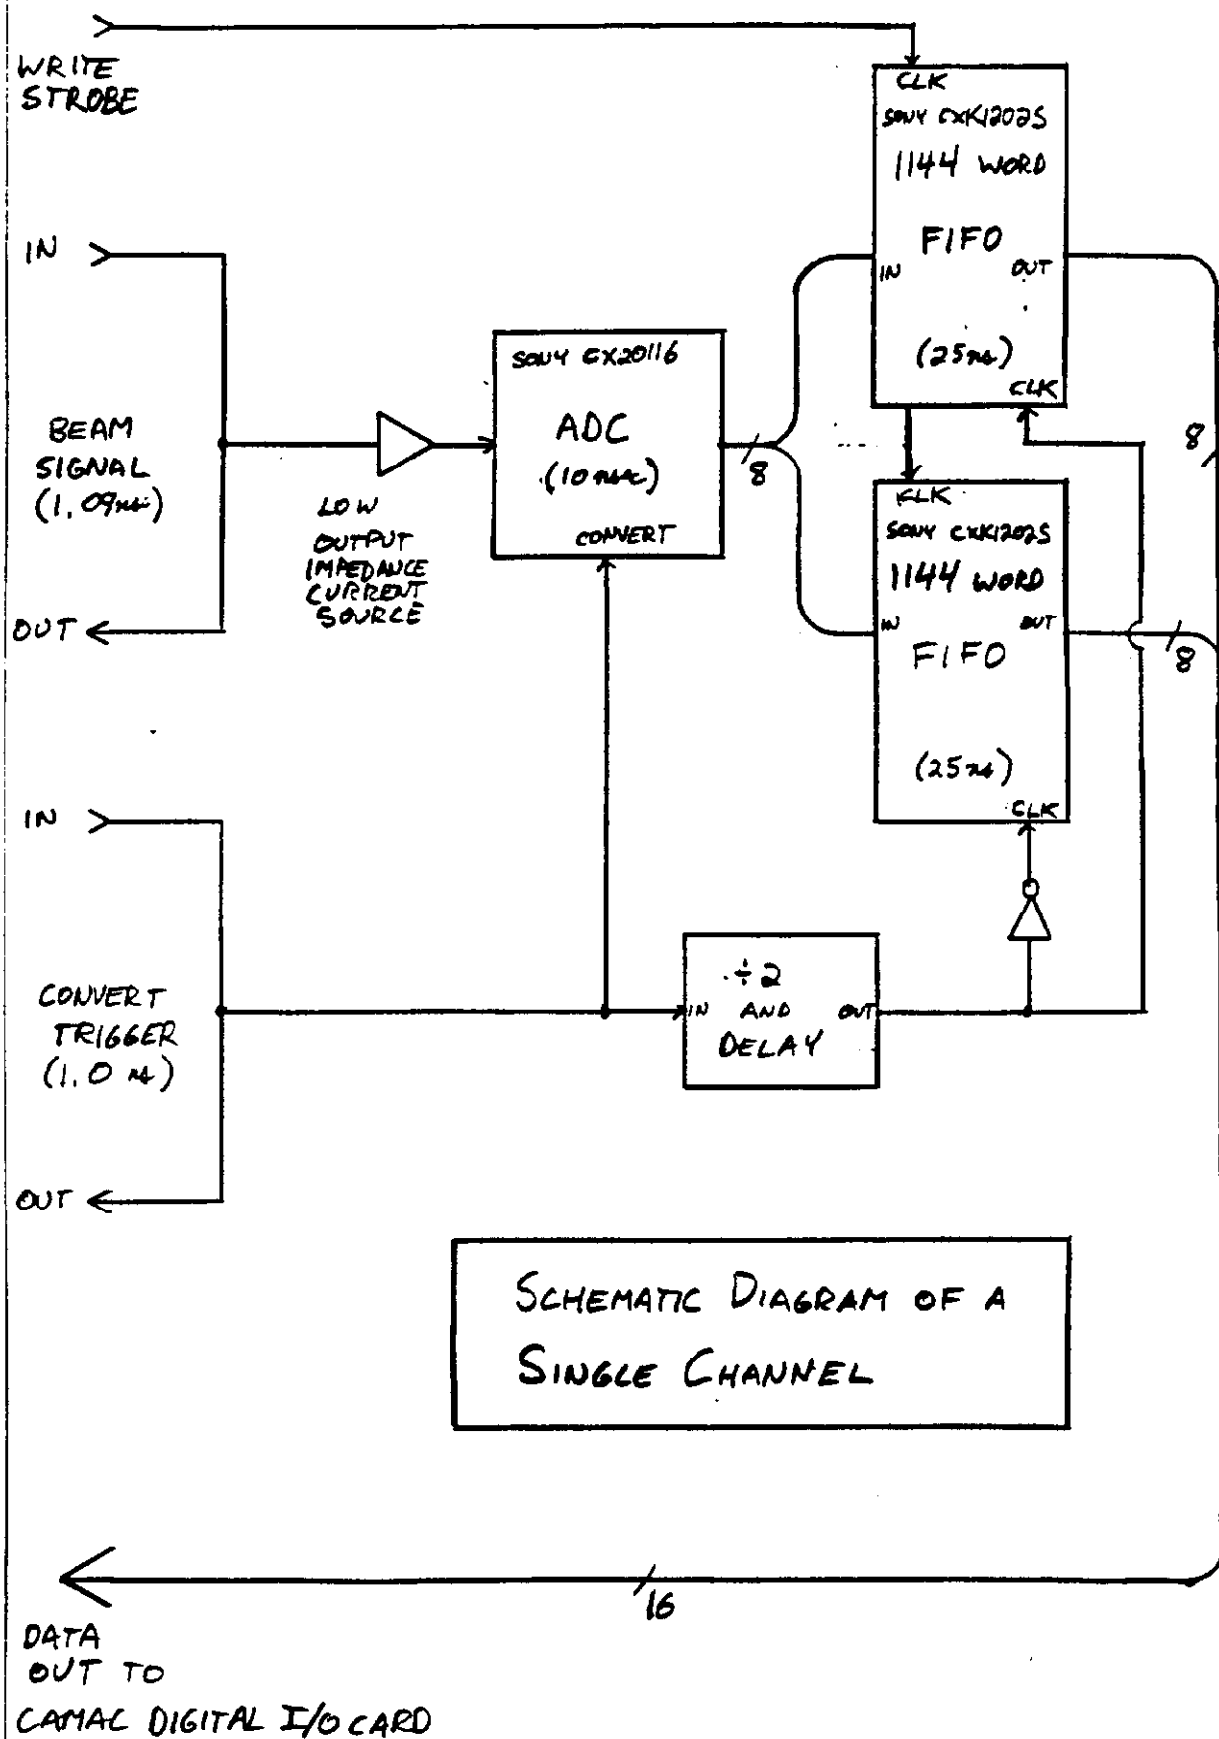 WRITE
STROBE
CLK
SONY CXK1202S
1144 WORD
FIFO
IN
OUT
(25ns)
CLK
IN
BEAM
SIGNAL
(1.09ns)
OUT
LOW
OUTPUT
IMPEDANCE
CURRENT
SOURCE
SONY CX20116
ADC
(10nsec)
CONVERT
8
8
CLK
SONY CXK1202S
1144 WORD
IN
OUT
FIFO
8
(25ns)
CLK
IN
CONVERT
TRIGGER
(1.0 ns)
OUT
÷2
IN AND OUT
DELAY
SCHEMATIC DIAGRAM OF A
SINGLE CHANNEL
16
DATA
OUT TO
CAMAC DIGITAL I/O CARD